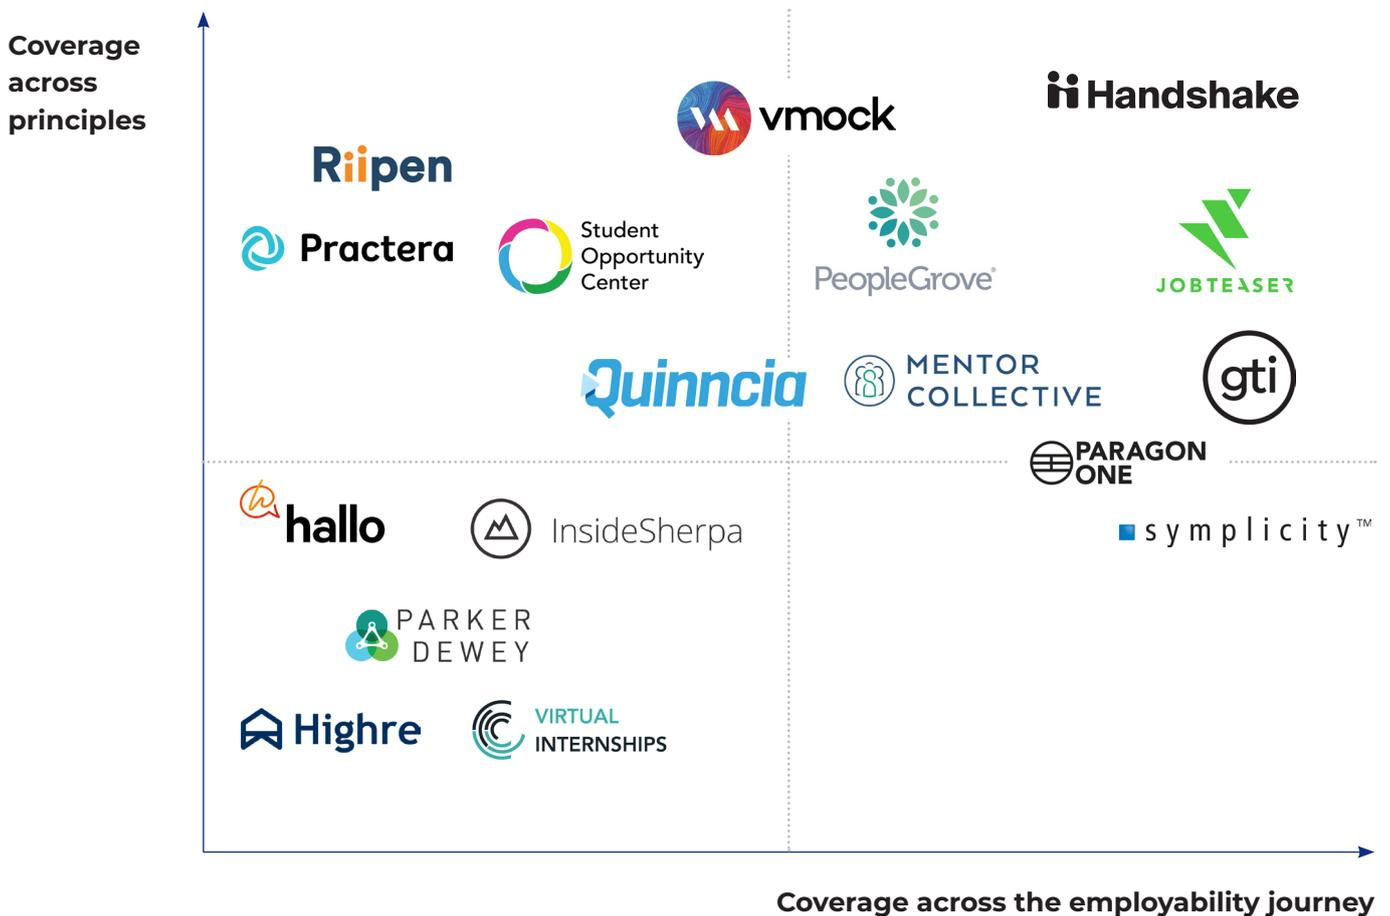 Coverage
across
principles
vmock
Handshake
Riipen
Practera
Student
Opportunity
Center
PeopleGrove®
JOBTEASER
Quinncia
MENTOR
COLLECTIVE
gti
PARAGON
ONE
hallo
InsideSherpa
symplicity™
PARKER
DEWEY
Highre
VIRTUAL
INTERNSHIPS
Coverage across the employability journey